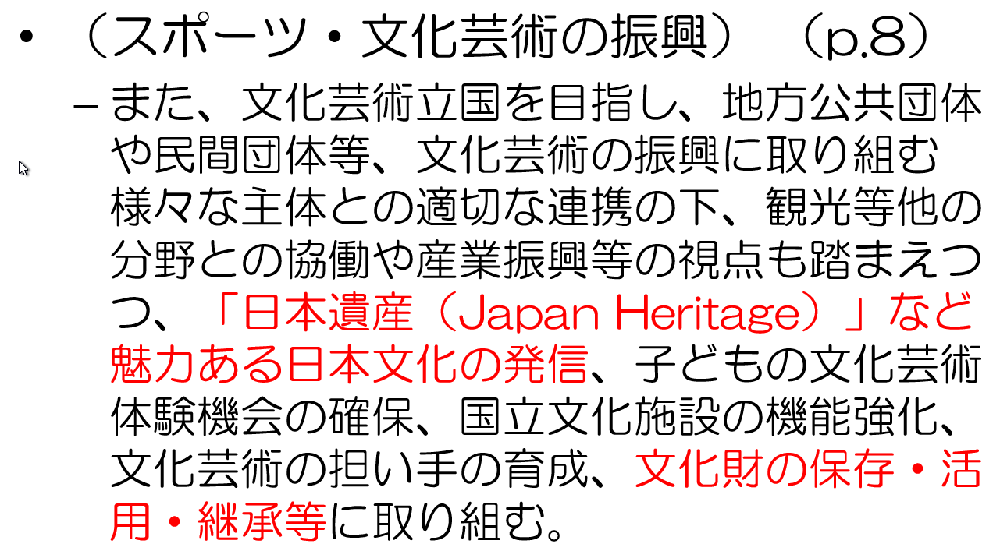 • （スポーツ・文化芸術の振興）　（p.8）
– また、文化芸術立国を目指し、地方公共団体
や民間団体等、文化芸術の振興に取り組む
様々な主体との適切な連携の下、観光等他の
分野との協働や産業振興等の視点も踏まえつ
つ、「日本遺産（Japan Heritage）」など
魅力ある日本文化の発信、子どもの文化芸術
体験機会の確保、国立文化施設の機能強化、
文化芸術の担い手の育成、文化財の保存・活
用・継承等に取り組む。